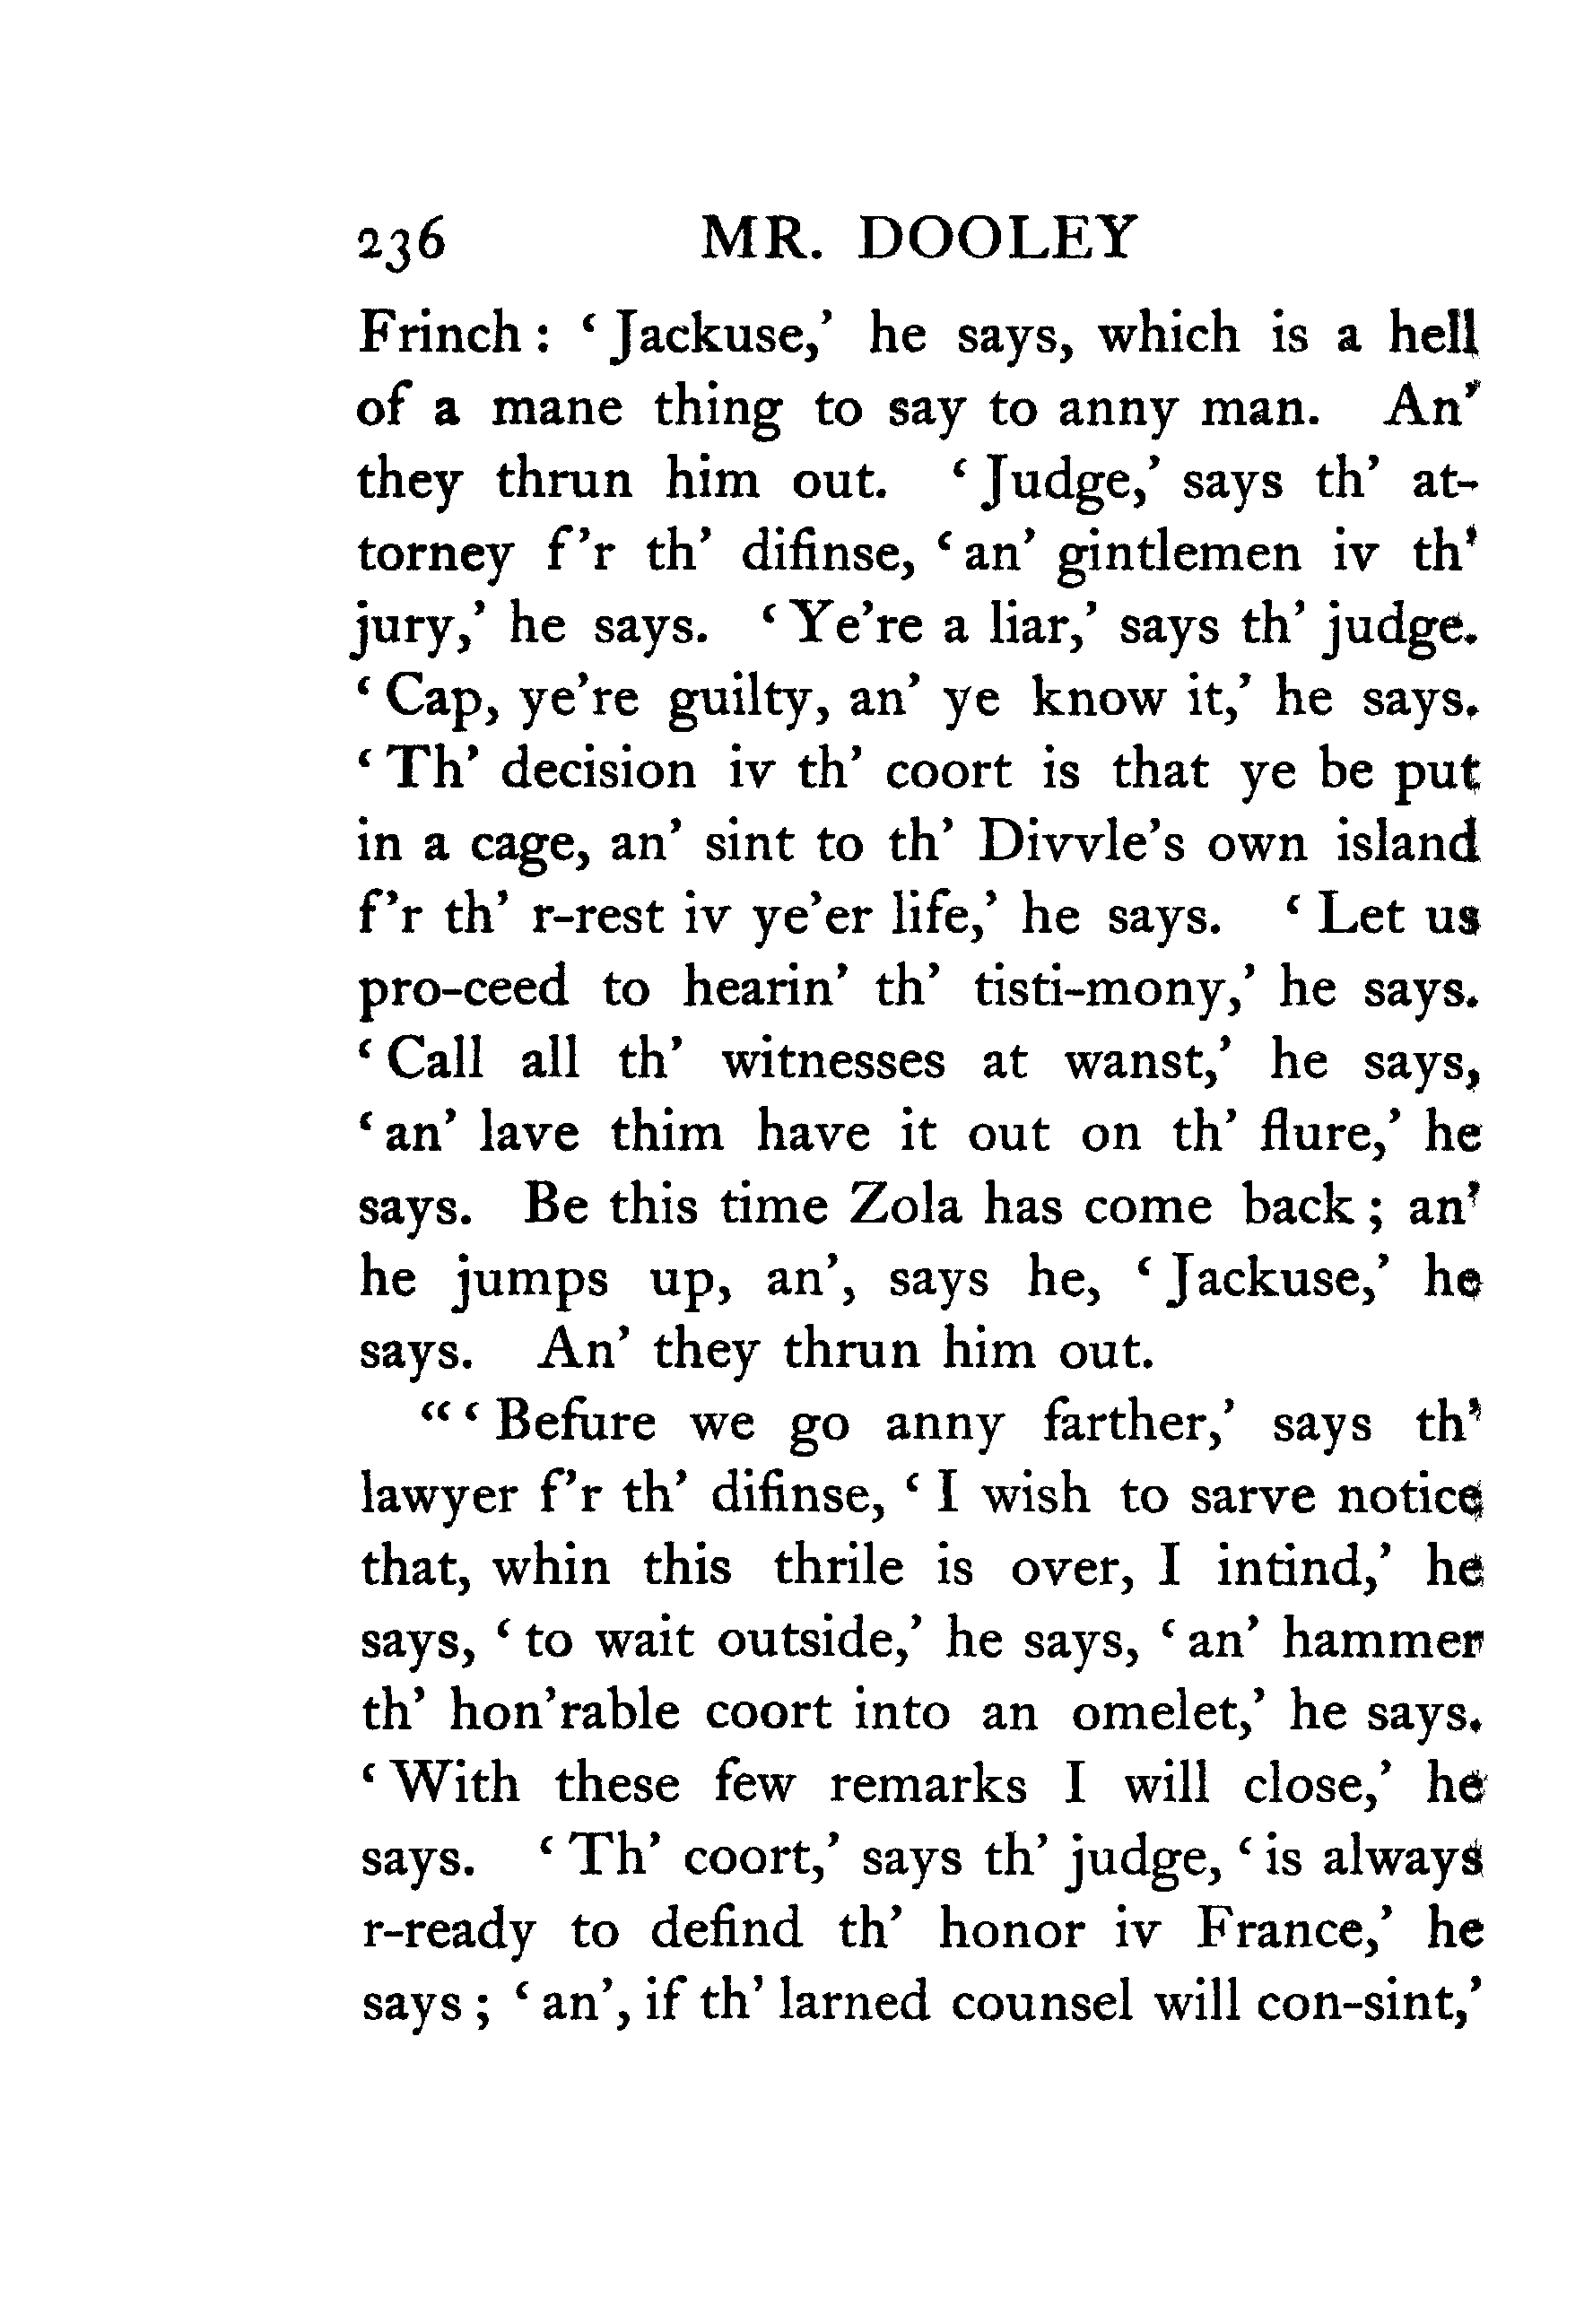 236 MR. DOOLEY
Frinch : ‘ Jackuse,’ he says, which is a hell
of a mane thing to say to anny man. An’
they thrun him out. ‘ Judge,’ says th’ at-
torney f’r th’ difinse, ‘ an’ gintlemen iv th’
jury,’ he says. ‘ Ye’re a liar,’ says th’ judge.
‘ Cap, ye’re guilty, an’ ye know it,’ he says.
‘ Th’ decision iv th’ coort is that ye be put
in a cage, an’ sint to th’ Divvle’s own island
f’r th’ r-rest iv ye’er life,’ he says. ‘ Let us
pro-ceed to hearin’ th’ tisti-mony,’ he says.
‘ Call all th’ witnesses at wanst,’ he says,
‘ an’ lave thim have it out on th’ flure,’ he
says. Be this time Zola has come back ; an’
he jumps up, an’, says he, ‘ Jackuse,’ he
says. An’ they thrun him out.
“ ‘ Befure we go anny farther,’ says th’
lawyer f’r th’ difinse, ‘ I wish to sarve notice
that, whin this thrile is over, I intind,’ he
says, ‘ to wait outside,’ he says, ‘ an’ hammer
th’ hon’rable coort into an omelet,’ he says.
‘ With these few remarks I will close,’ he
says. ‘ Th’ coort,’ says th’ judge, ‘ is always
r-ready to defind th’ honor iv France,’ he
says ; ‘ an’, if th’ larned counsel will con-sint,’